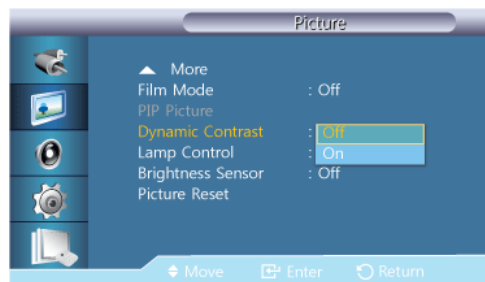 Picture
▲ More
Film Mode : Off
PIP Picture
Dynamic Contrast : Off
Lamp Control : On
Brightness Sensor : Off
Picture Reset
Move Enter Return